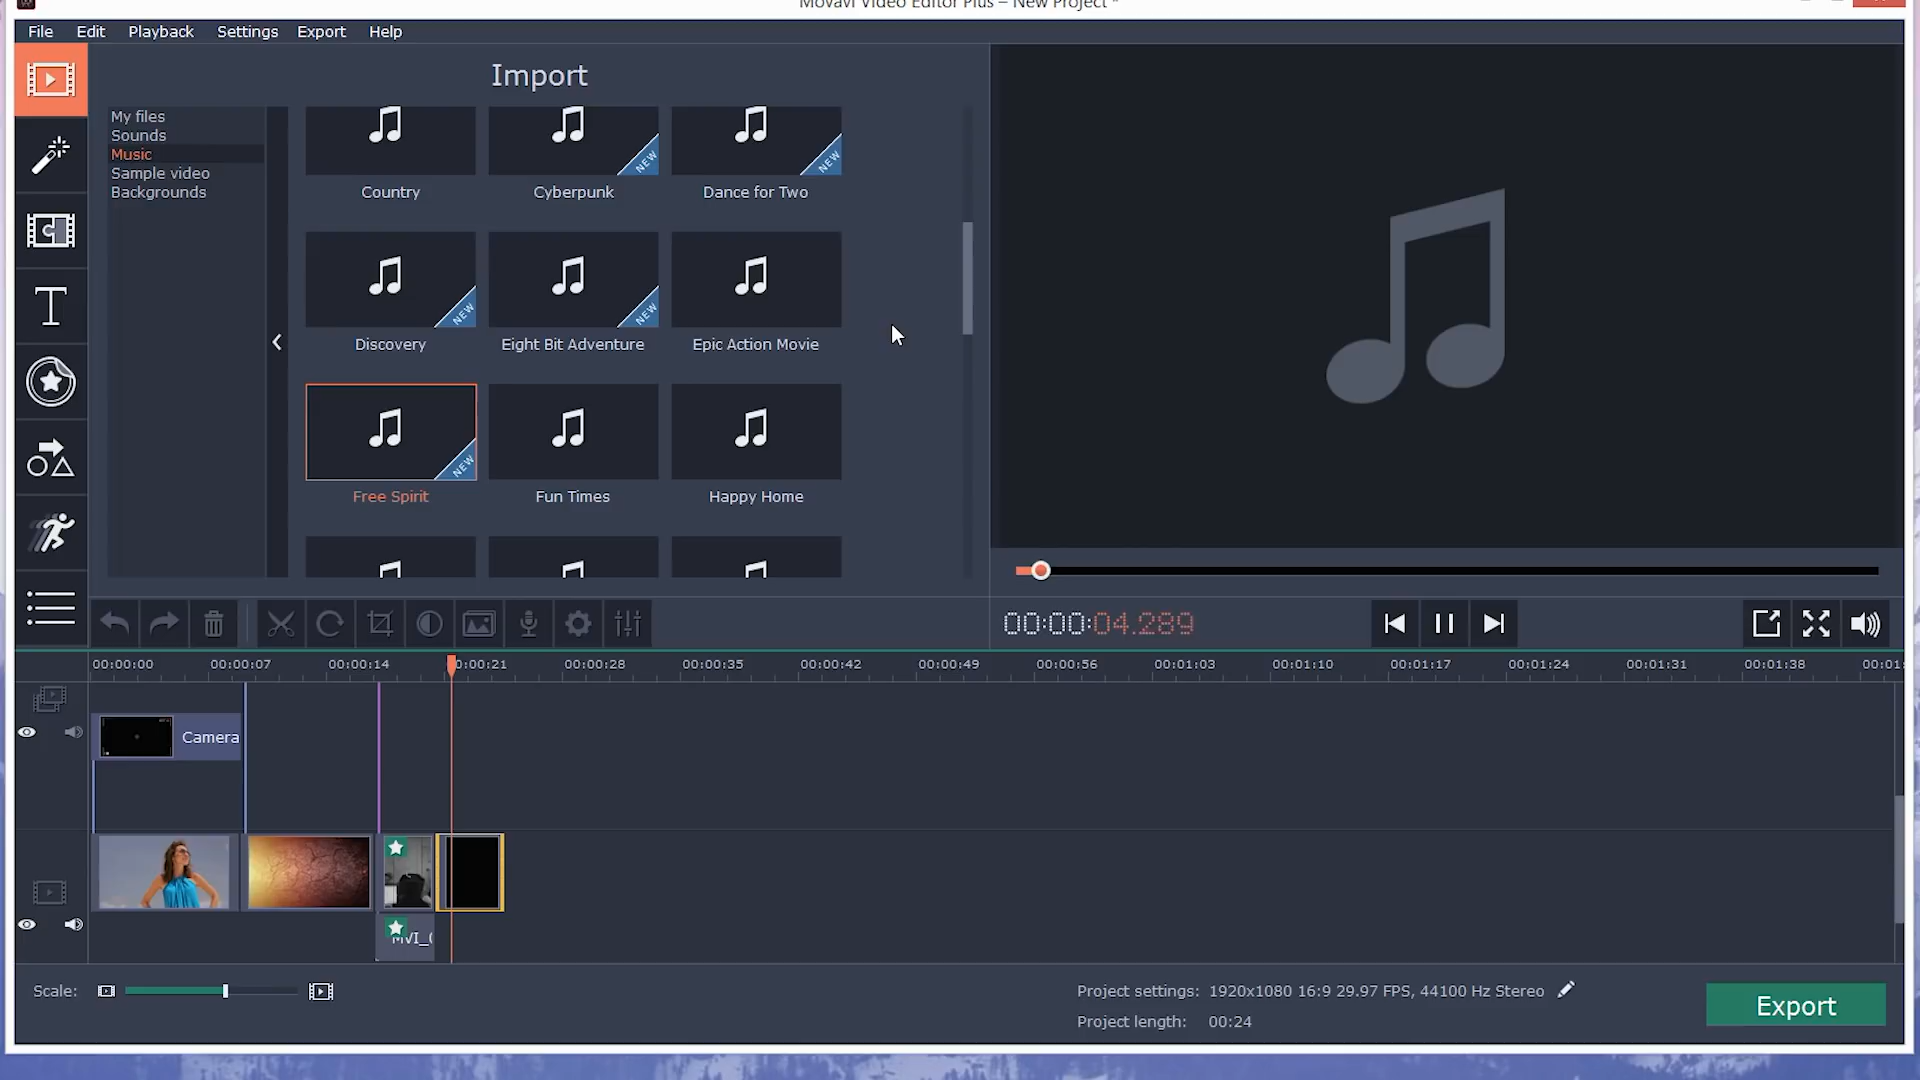 Movavi Video Editor Plus – New Project *
File Edit Playback Settings Export Help
Import
My files
Sounds
Music
Sample video
Backgrounds
NEW NEW
Country Cyberpunk Dance for Two
NEW NEW
Discovery Eight Bit Adventure Epic Action Movie
NEW
Free Spirit Fun Times Happy Home
00:00:04.289
00:00:00 00:00:07 00:00:14 00:00:21 00:00:28 00:00:35 00:00:42 00:00:49 00:00:56 00:01:03 00:01:10 00:01:17 00:01:24 00:01:31 00:01:38 00:01:
Camera
MVI_(
Scale:
Project settings: 1920x1080 16:9 29.97 FPS, 44100 Hz Stereo
Project length: 00:24
Export